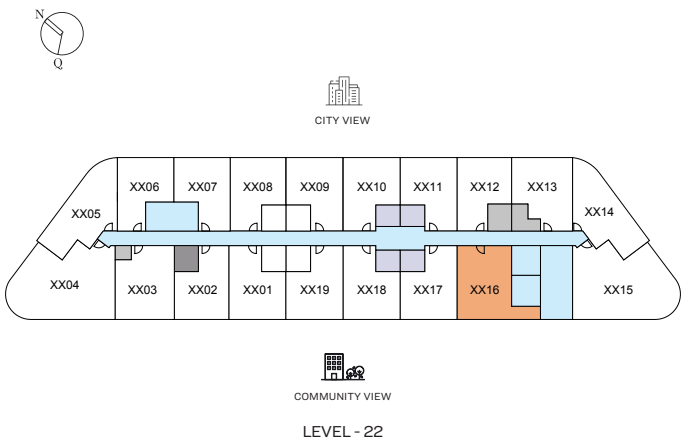 N
Q
CITY VIEW
XX06 XX07 XX08 XX09 XX10 XX11 XX12 XX13
XX05 XX14
XX04 XX03 XX02 XX01 XX19 XX18 XX17 XX16 XX15
COMMUNITY VIEW
LEVEL - 22